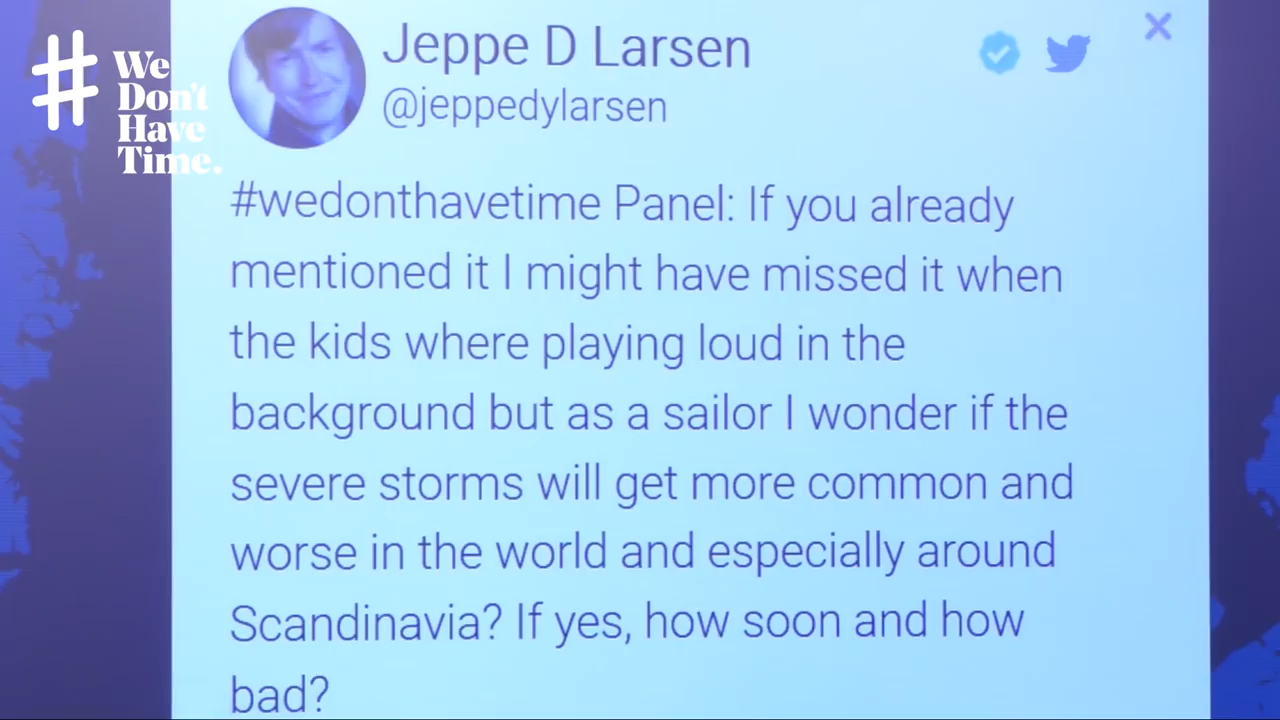 #
We
Don't
Have
Time.
Jeppe D Larsen
@jeppedylarsen
#wedonthavetime Panel: If you already
mentioned it I might have missed it when
the kids where playing loud in the
background but as a sailor I wonder if the
severe storms will get more common and
worse in the world and especially around
Scandinavia? If yes, how soon and how
bad?